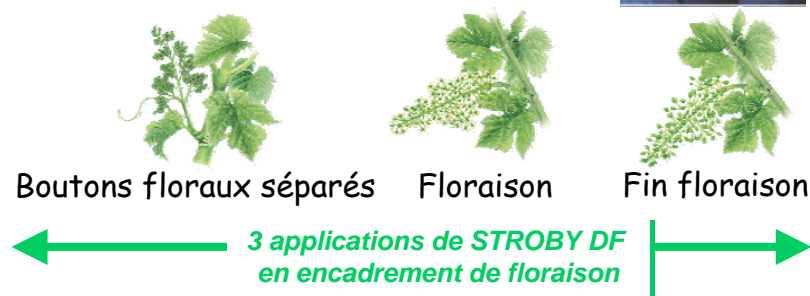 Boutons floraux séparés Floraison Fin floraison
3 applications de STROBY DF
en encadrement de floraison